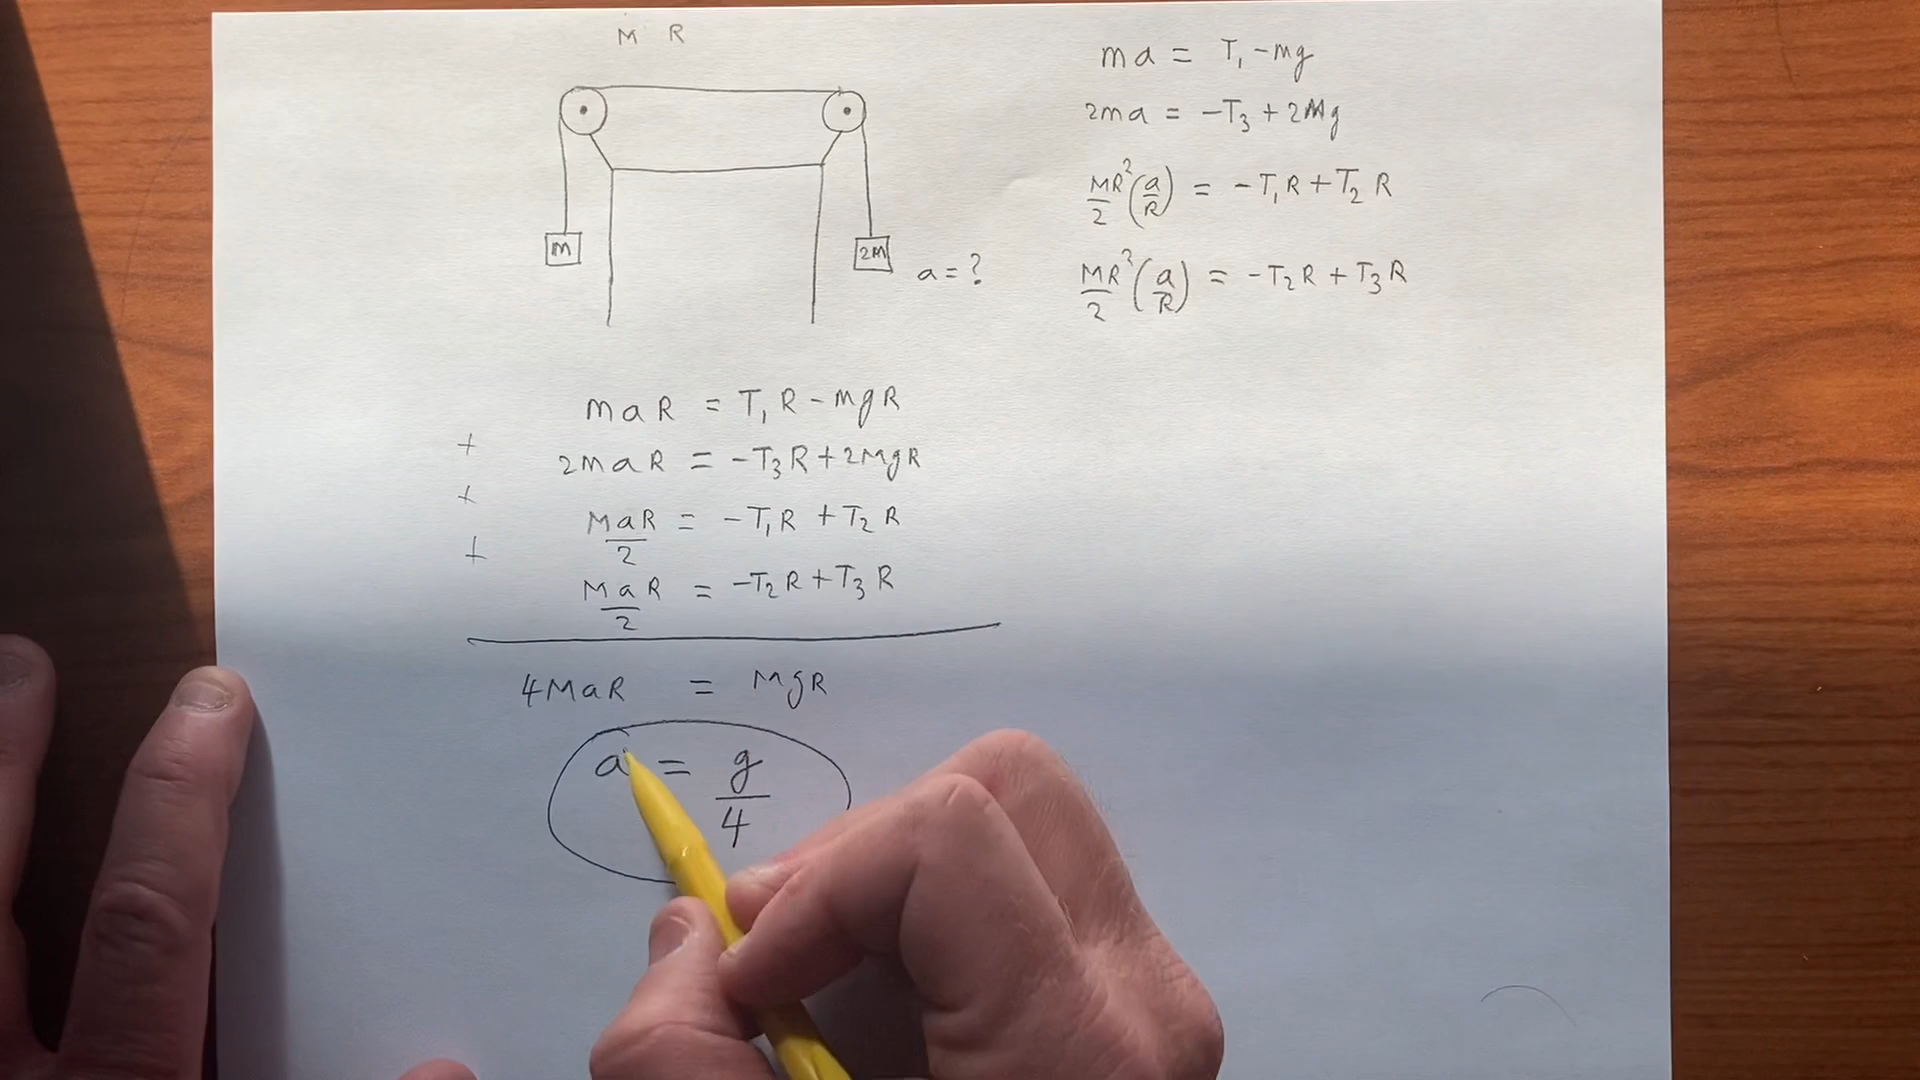 M R
m
2M
a = ?
ma = T₁ - mg
2ma = -T₃ + 2Mg
MR²/2 (a/R) = -T₁R + T₂R
MR²/2 (a/R) = -T₂R + T₃R
maR = T₁R - MgR
+ 2maR = -T₃R + 2MgR
+ MaR/2 = -T₁R + T₂R
+ MaR/2 = -T₂R + T₃R
4MaR = MgR
a = g/4